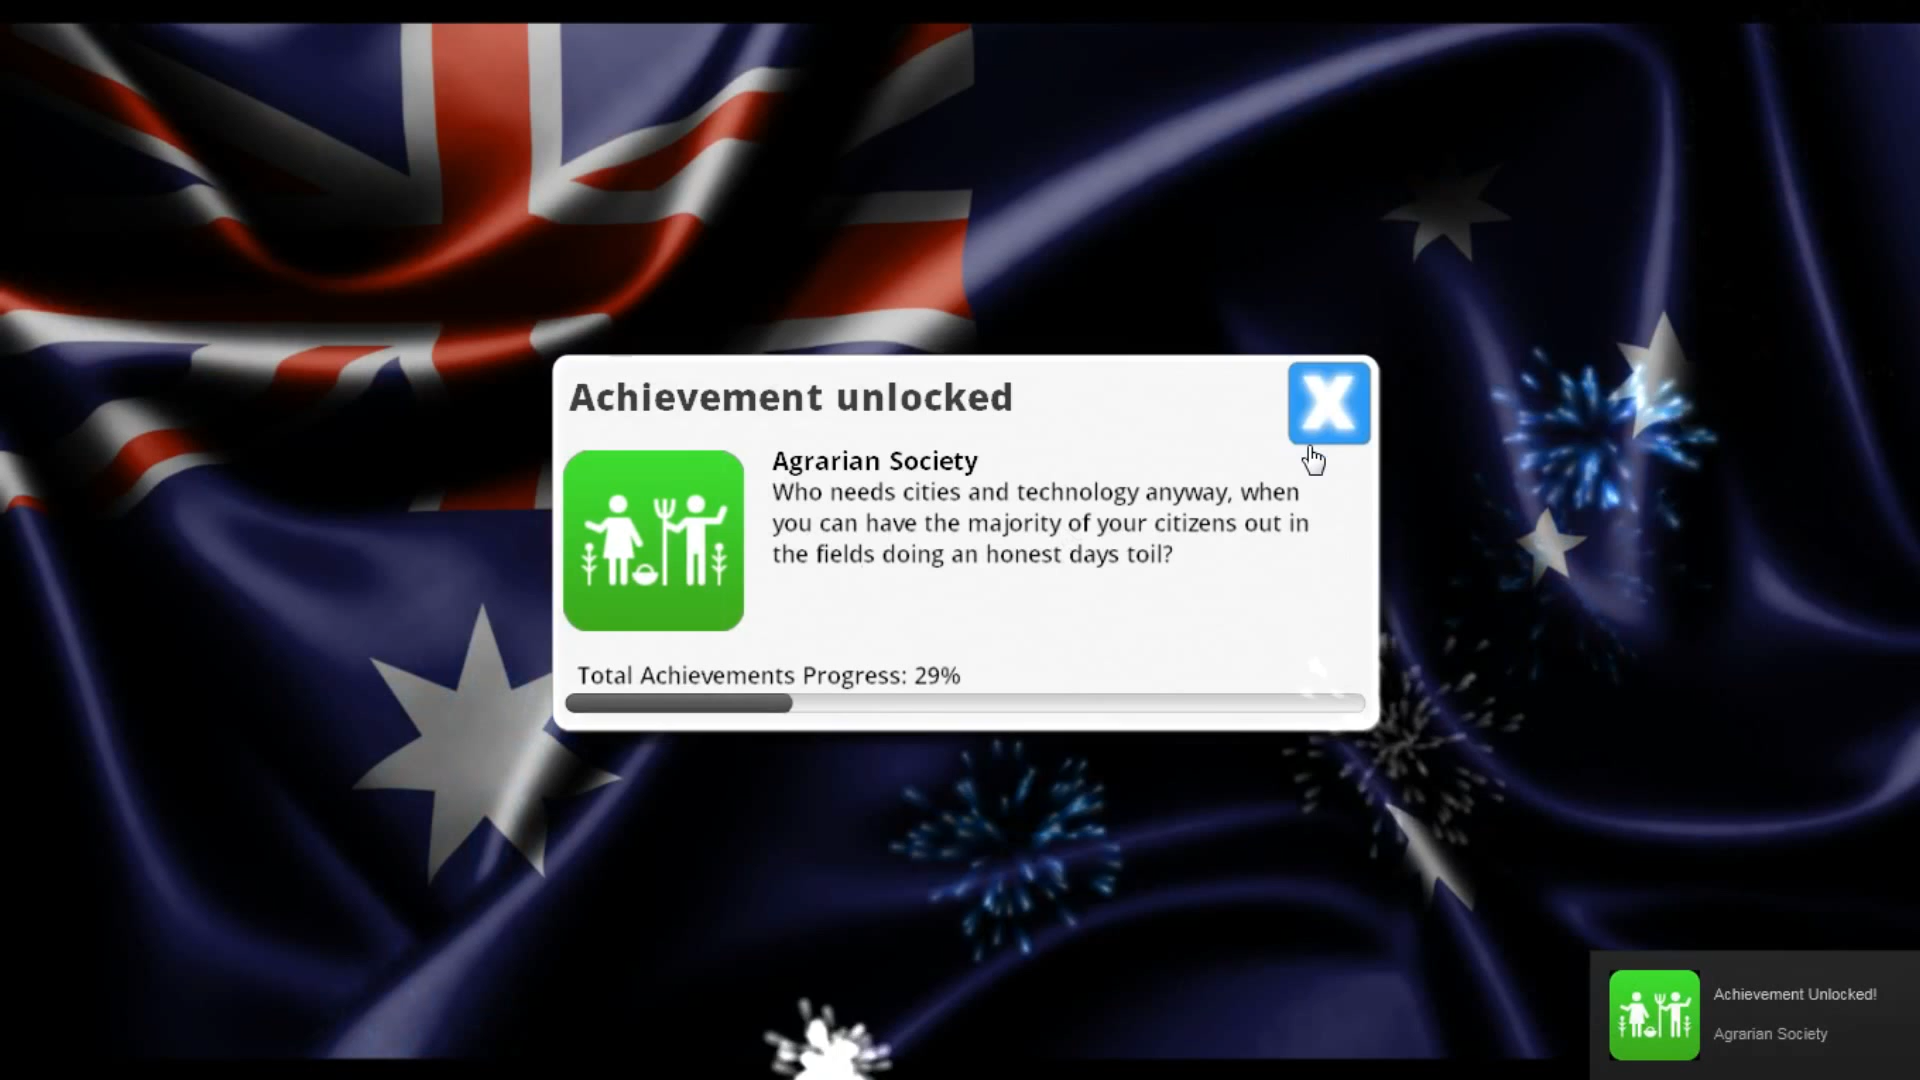 Achievement unlocked
X
Agrarian Society
Who needs cities and technology anyway, when
you can have the majority of your citizens out in
the fields doing an honest days toil?
Total Achievements Progress: 29%
Achievement Unlocked!
Agrarian Society